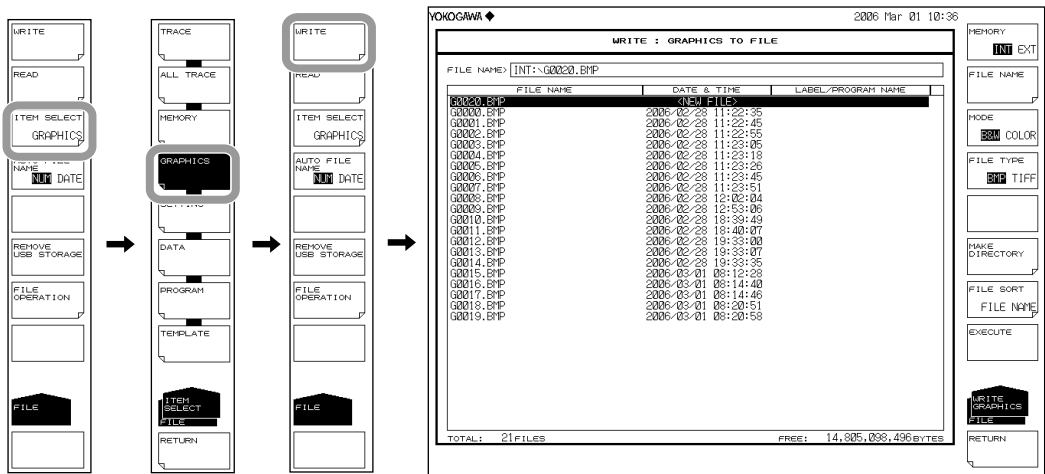 WRITE
READ
ITEM SELECT
GRAPHICS
AUTO FILE
NAME
NUM DATE
REMOVE
USB STORAGE
FILE
OPERATION
FILE
TRACE
ALL TRACE
MEMORY
GRAPHICS
SETTING
DATA
PROGRAM
TEMPLATE
ITEM
SELECT
FILE
RETURN
WRITE
READ
ITEM SELECT
GRAPHICS
AUTO FILE
NAME
NUM DATE
REMOVE
USB STORAGE
FILE
OPERATION
FILE
YOKOGAWA ◆ 2006 Mar 01 10:36
WRITE : GRAPHICS TO FILE
FILE NAME> INT:\G0020.BMP
FILE NAME DATE & TIME LABEL/PROGRAM NAME
G0020.BMP <NEW FILE>
G0000.BMP 2006/02/28 11:22:35
G0001.BMP 2006/02/28 11:22:45
G0002.BMP 2006/02/28 11:22:55
G0003.BMP 2006/02/28 11:23:05
G0004.BMP 2006/02/28 11:23:18
G0005.BMP 2006/02/28 11:23:26
G0006.BMP 2006/02/28 11:23:45
G0007.BMP 2006/02/28 11:23:51
G0008.BMP 2006/02/28 12:02:04
G0009.BMP 2006/02/28 12:53:06
G0010.BMP 2006/02/28 18:39:49
G0011.BMP 2006/02/28 18:40:07
G0012.BMP 2006/02/28 19:33:00
G0013.BMP 2006/02/28 19:33:07
G0014.BMP 2006/02/28 19:33:35
G0015.BMP 2006/03/01 08:12:28
G0016.BMP 2006/03/01 08:14:40
G0017.BMP 2006/03/01 08:14:46
G0018.BMP 2006/03/01 08:20:51
G0019.BMP 2006/03/01 08:20:58
TOTAL: 21 FILES FREE: 14,805,098,496 BYTES
MEMORY
INT EXT
FILE NAME
MODE
B&W COLOR
FILE TYPE
BMP TIFF
MAKE
DIRECTORY
FILE SORT
FILE NAME
EXECUTE
WRITE
GRAPHICS
FILE
RETURN